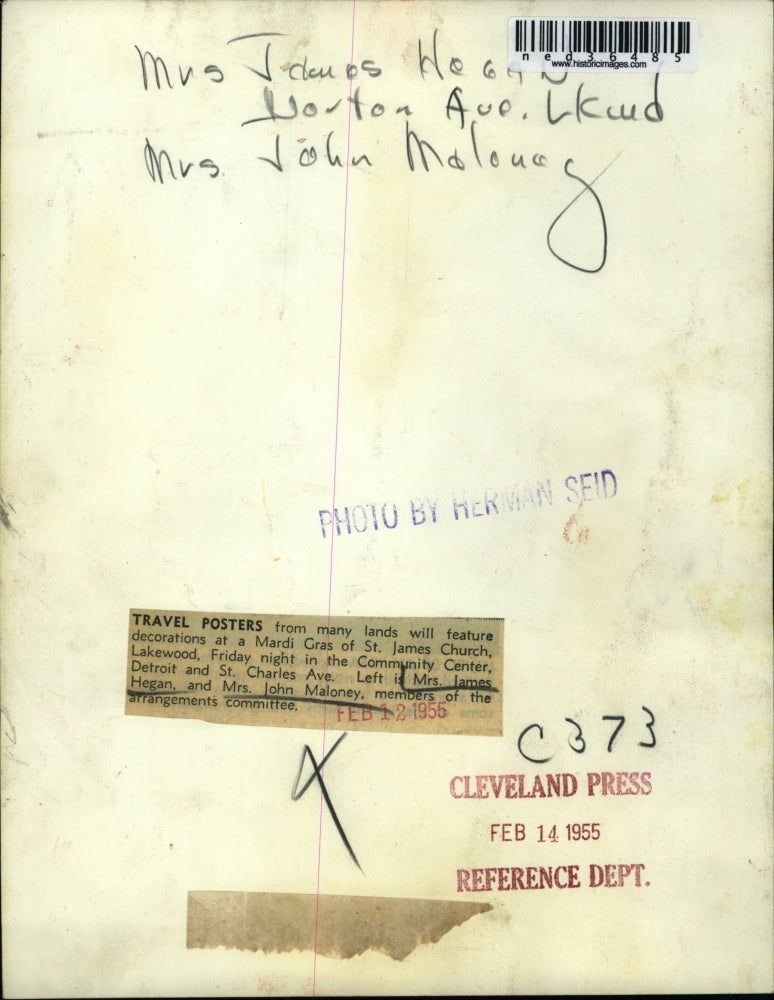 ned36485
www.historicimages.com
Mrs James Hegan
Norton Ave. Lkwd
Mrs. John Maloney
PHOTO BY HERMAN SEID
TRAVEL POSTERS from many lands will feature
decorations at a Mardi Gras of St. James Church,
Lakewood, Friday night in the Community Center,
Detroit and St. Charles Ave. Left is Mrs. James
Hegan, and Mrs. John Maloney, members of the
arrangements committee.
FEB 12 1955
C373
CLEVELAND PRESS
FEB 14 1955
REFERENCE DEPT.